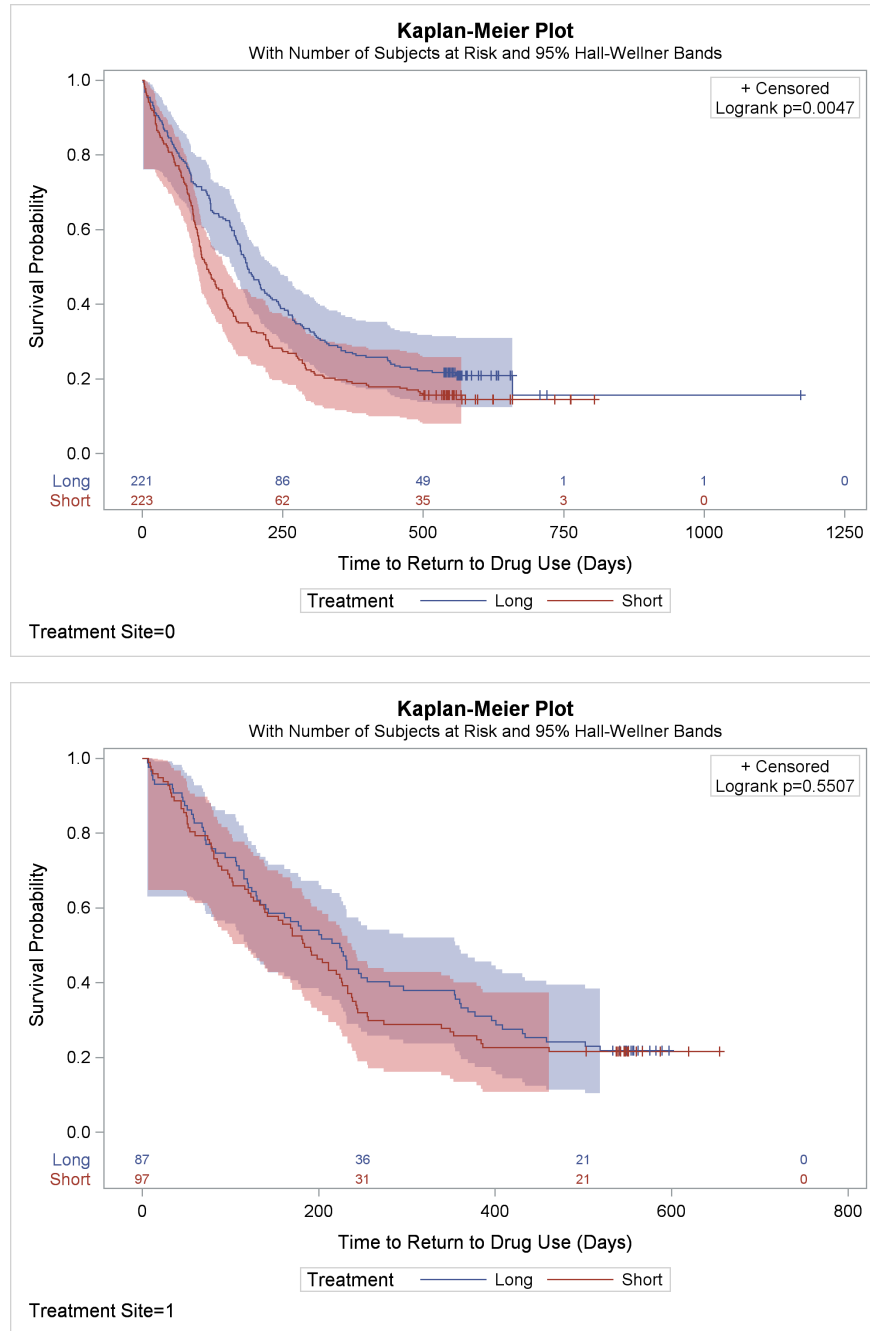 Kaplan-Meier Plot
With Number of Subjects at Risk and 95% Hall-Wellner Bands
+ Censored
Logrank p=0.0047
Survival Probability
1.0
0.8
0.6
0.4
0.2
0.0
Long 221 86 49 1 1 0
Short 223 62 35 3 0
0 250 500 750 1000 1250
Time to Return to Drug Use (Days)
Treatment Long Short
Treatment Site=0
Kaplan-Meier Plot
With Number of Subjects at Risk and 95% Hall-Wellner Bands
+ Censored
Logrank p=0.5507
Survival Probability
1.0
0.8
0.6
0.4
0.2
0.0
Long 87 36 21 0
Short 97 31 21 0
0 200 400 600 800
Time to Return to Drug Use (Days)
Treatment Long Short
Treatment Site=1